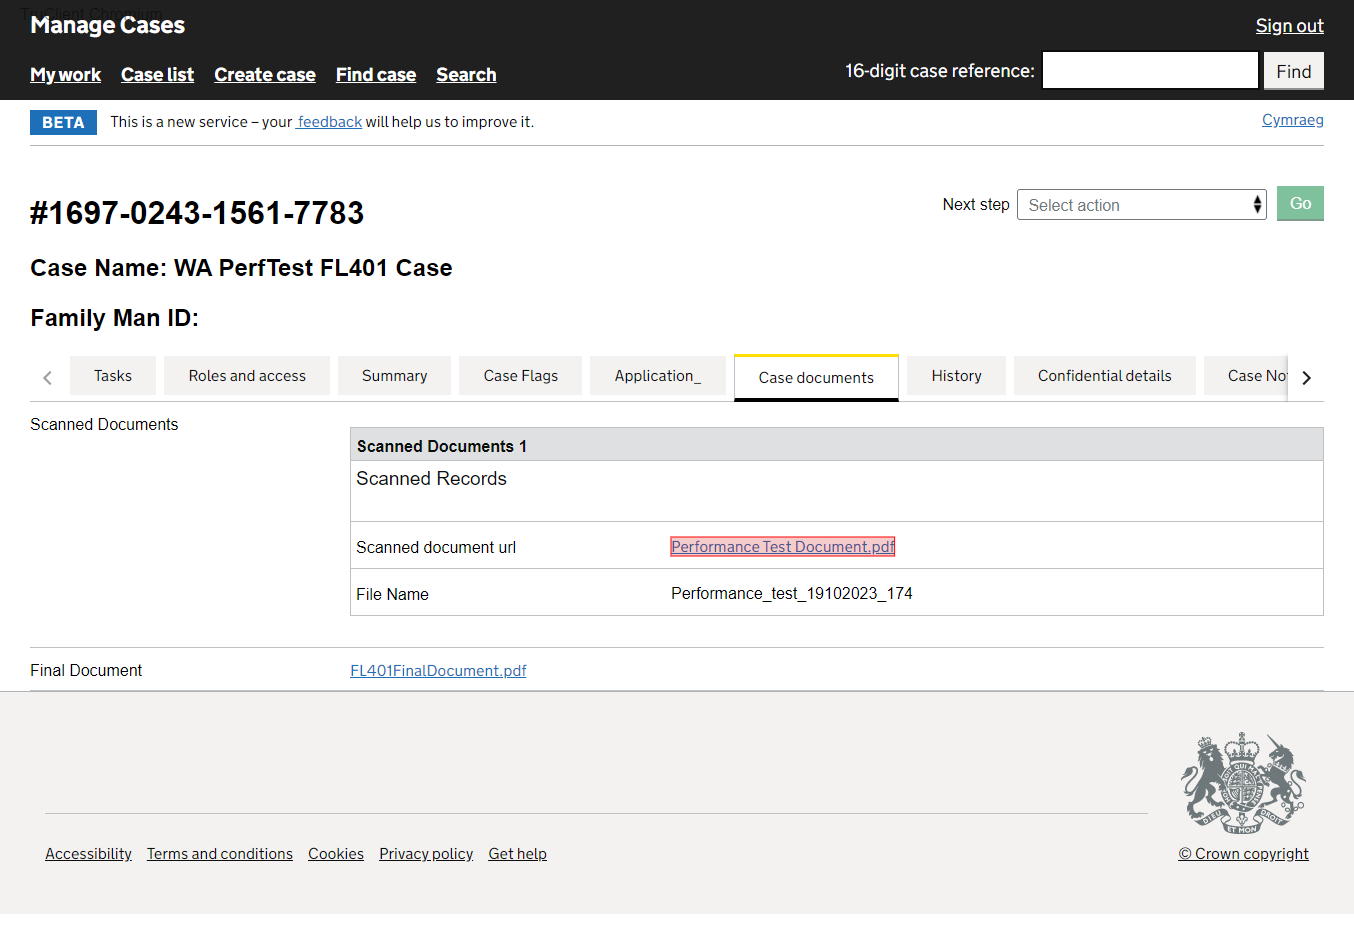 TruClient Chromium
Manage Cases
Sign out
My work Case list Create case Find case Search
16-digit case reference: Find
BETA This is a new service – your feedback will help us to improve it. Cymraeg
#1697-0243-1561-7783
Next step Select action Go
Case Name: WA PerfTest FL401 Case
Family Man ID:
Tasks Roles and access Summary Case Flags Application_ Case documents History Confidential details Case No
Scanned Documents
Scanned Documents 1
Scanned Records
Scanned document url Performance Test Document.pdf
File Name Performance_test_19102023_174
Final Document FL401FinalDocument.pdf
DIEU ET MON DROIT
Accessibility Terms and conditions Cookies Privacy policy Get help
© Crown copyright